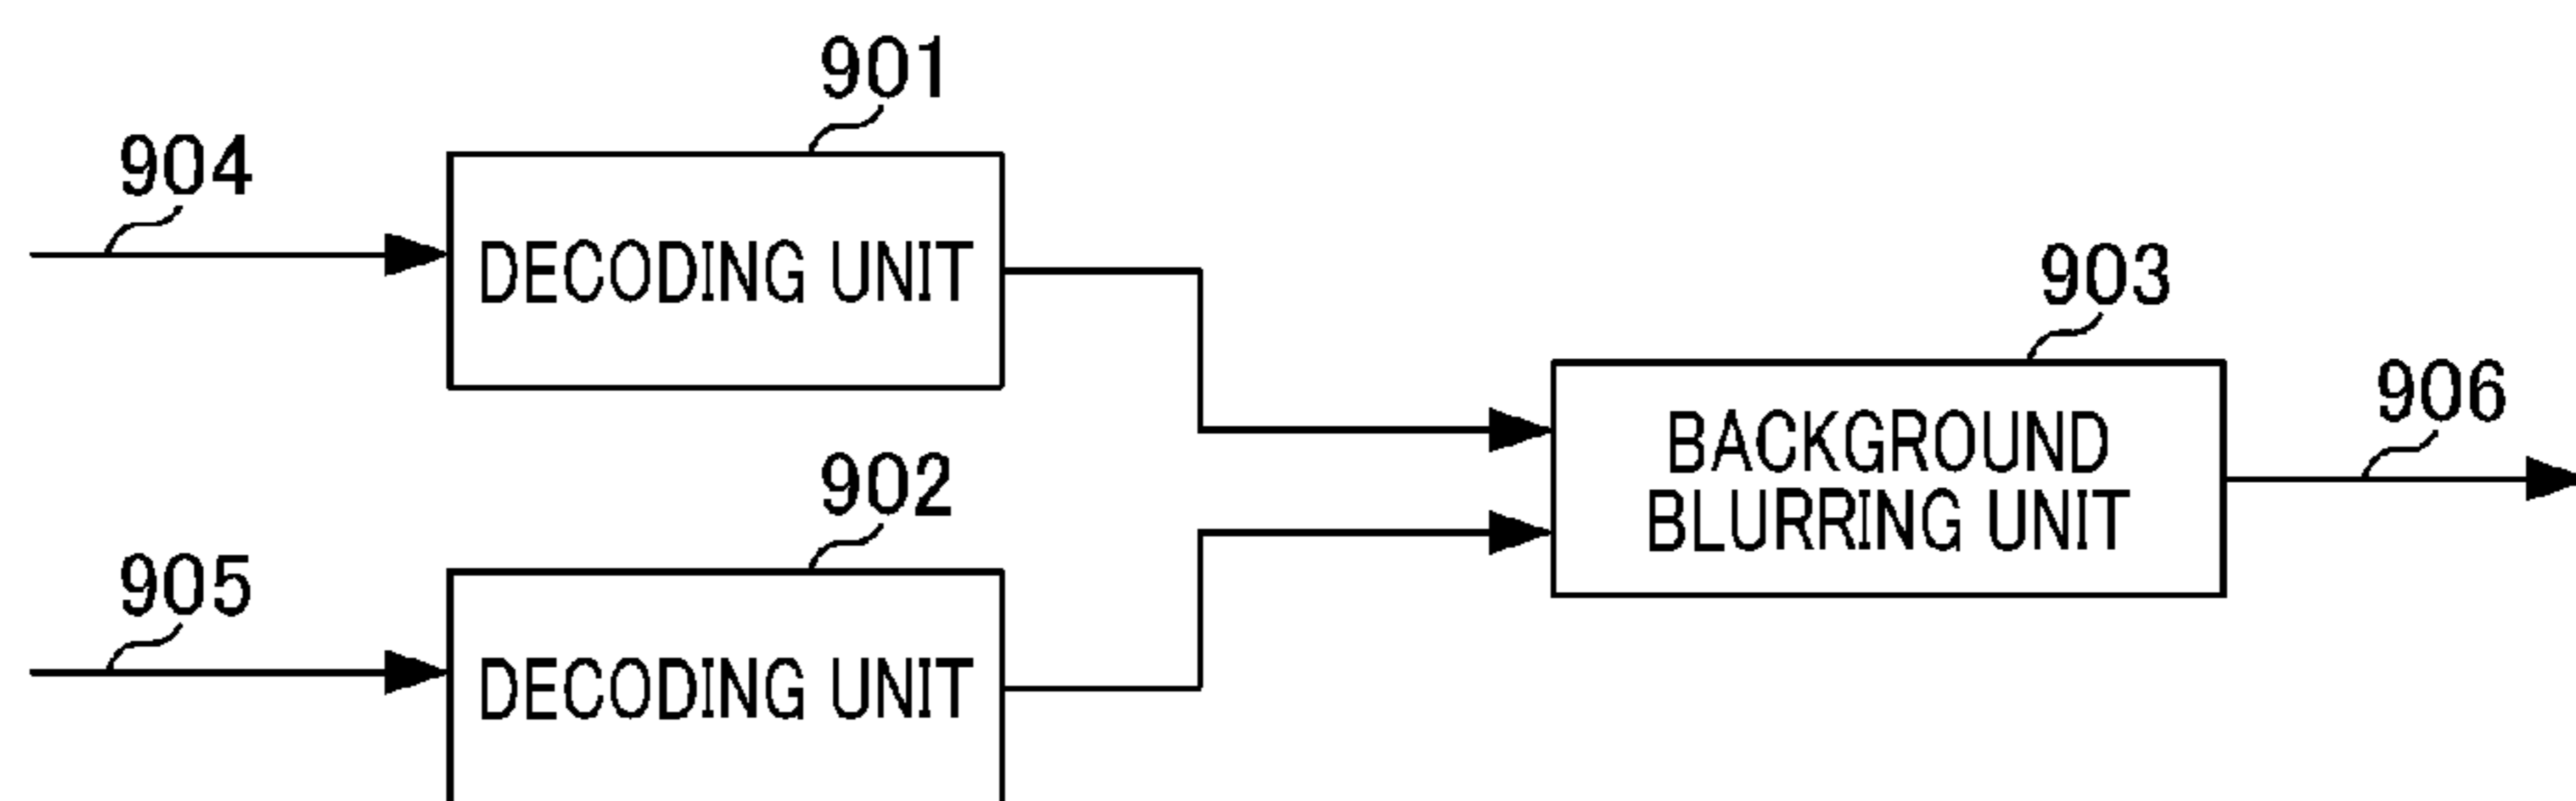 901
904
DECODING UNIT
903
906
BACKGROUND
BLURRING UNIT
902
905
DECODING UNIT